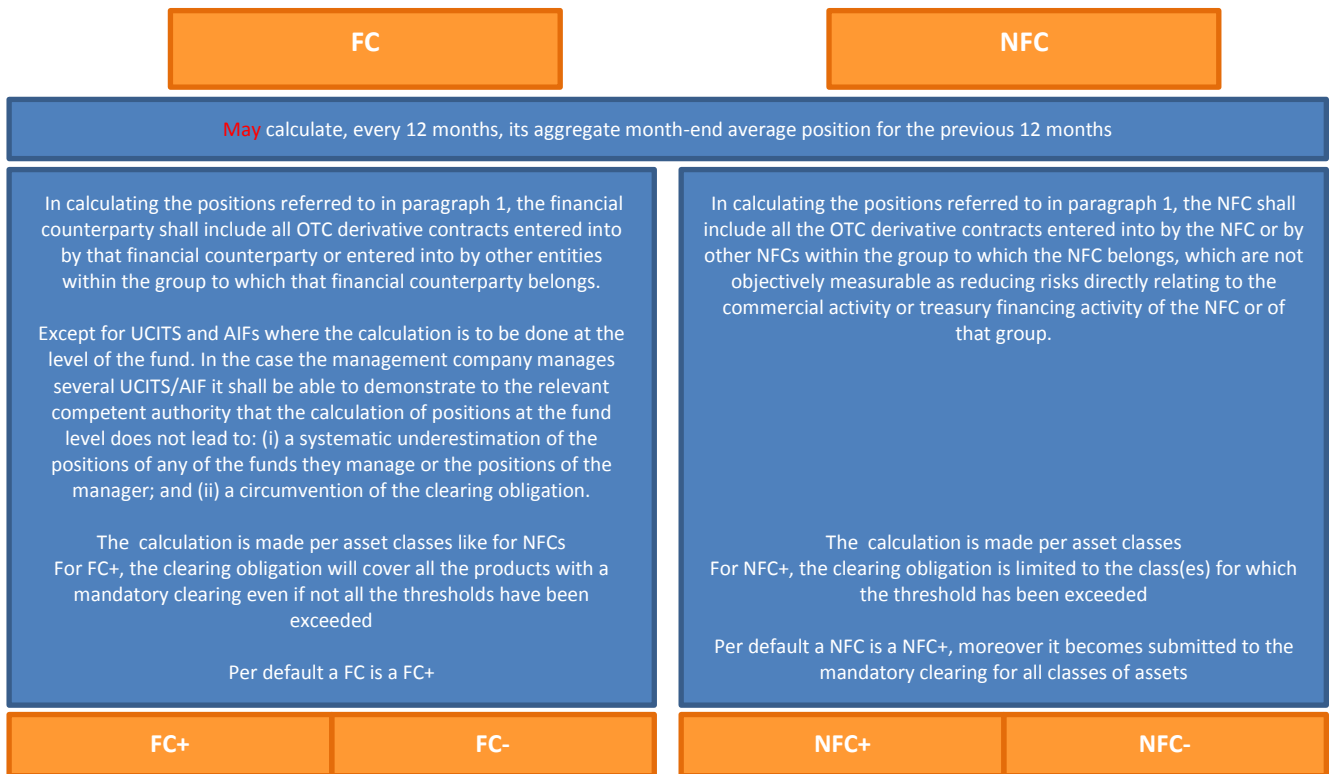 FC
NFC
May calculate, every 12 months, its aggregate month-end average position for the previous 12 months
In calculating the positions referred to in paragraph 1, the financial
counterparty shall include all OTC derivative contracts entered into
by that financial counterparty or entered into by other entities
within the group to which that financial counterparty belongs.
Except for UCITS and AIFs where the calculation is to be done at the
level of the fund. In the case the management company manages
several UCITS/AIF it shall be able to demonstrate to the relevant
competent authority that the calculation of positions at the fund
level does not lead to: (i) a systematic underestimation of the
positions of any of the funds they manage or the positions of the
manager; and (ii) a circumvention of the clearing obligation.
The calculation is made per asset classes like for NFCs
For FC+, the clearing obligation will cover all the products with a
mandatory clearing even if not all the thresholds have been
exceeded
Per default a FC is a FC+
In calculating the positions referred to in paragraph 1, the NFC shall
include all the OTC derivative contracts entered into by the NFC or by
other NFCs within the group to which the NFC belongs, which are not
objectively measurable as reducing risks directly relating to the
commercial activity or treasury financing activity of the NFC or of
that group.
The calculation is made per asset classes
For NFC+, the clearing obligation is limited to the class(es) for which
the threshold has been exceeded
Per default a NFC is a NFC+, moreover it becomes submitted to the
mandatory clearing for all classes of assets
FC+
FC-
NFC+
NFC-